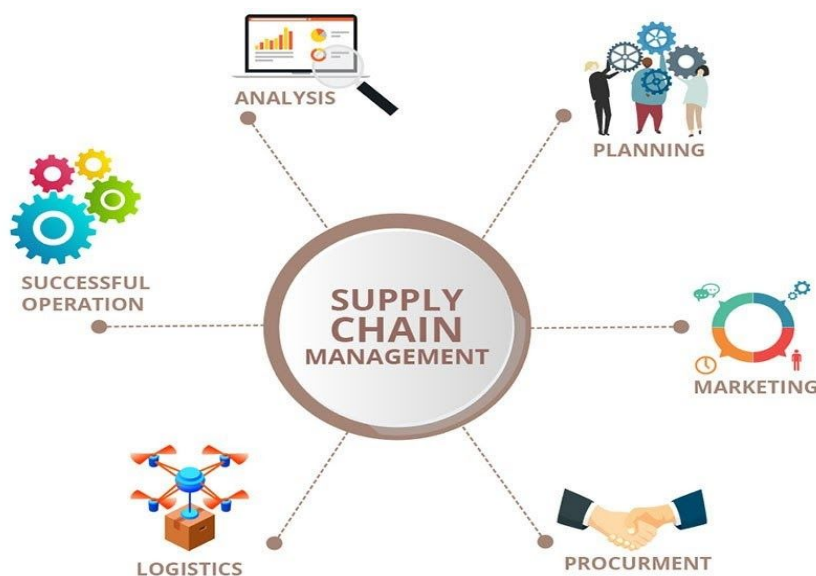 ANALYSIS
PLANNING
SUCCESSFUL
OPERATION
SUPPLY
CHAIN
MANAGEMENT
MARKETING
LOGISTICS
PROCURMENT